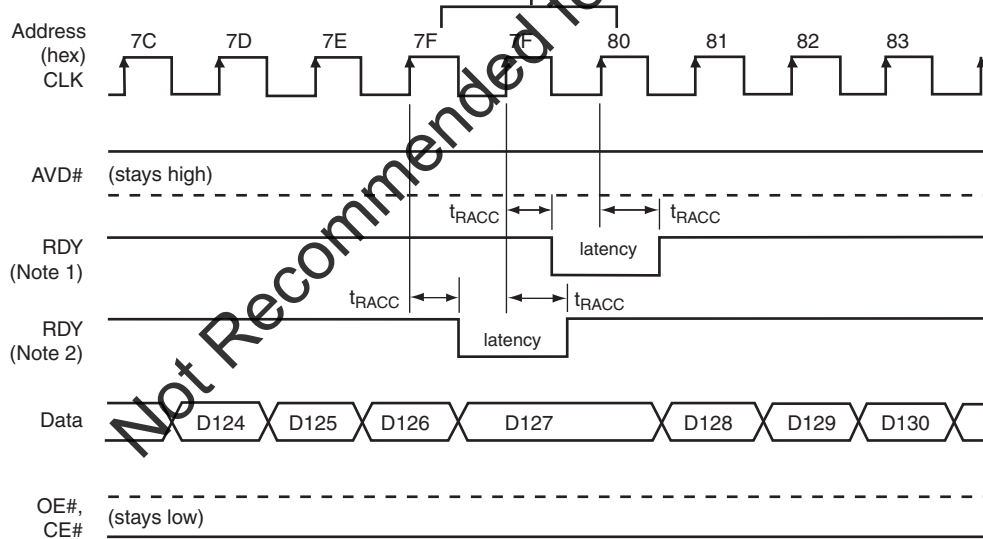 Address
(hex)
CLK
7C 7D 7E 7F 7F 80 81 82 83
AVD# (stays high)
tRACC tRACC
RDY
(Note 1)
latency
tRACC tRACC
RDY
(Note 2)
latency
Data D124 D125 D126 D127 D128 D129 D130
OE#,
CE#
(stays low)
Not Recommended fo